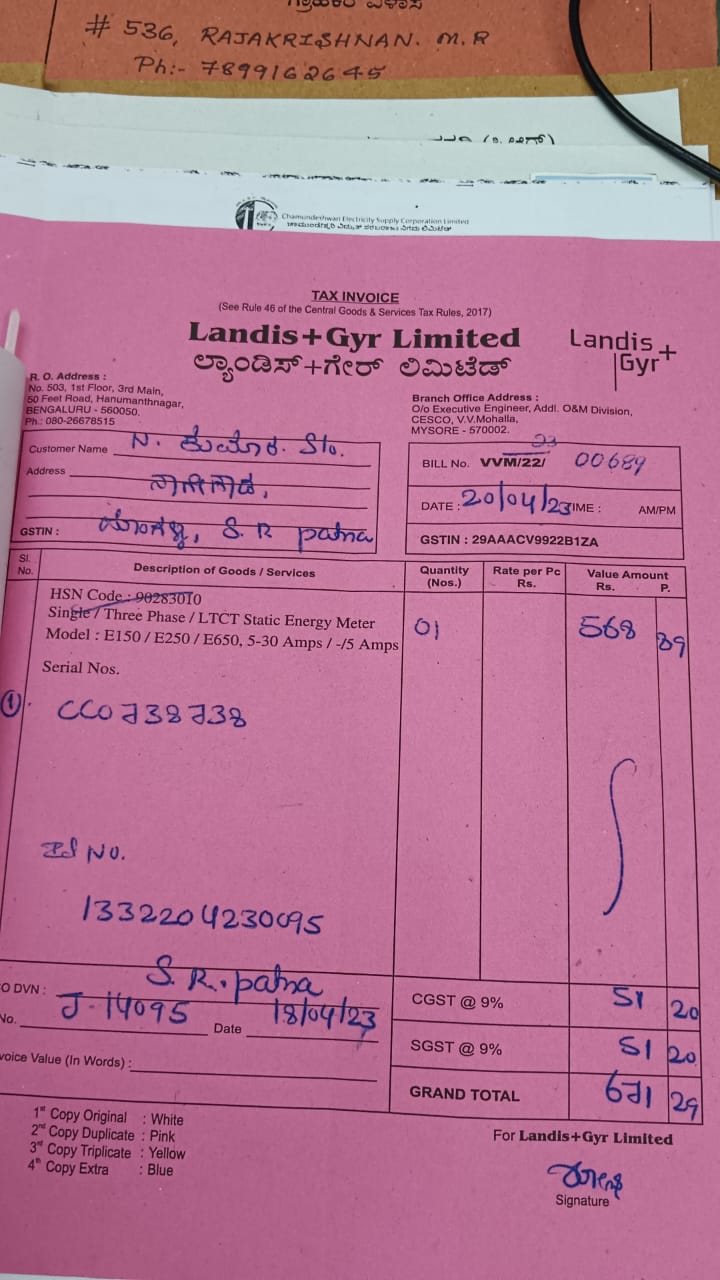 # 536, RAJAKRISHNAN. M.R
Ph:- 7899162645
Chamundeshwari Electricity Supply Corporation Limited
ಚಾಮುಂಡೇಶ್ವರಿ ವಿದ್ಯುತ್ ಸರಬರಾಜು ನಿಗಮ ಲಿಮಿಟೆಡ್
TAX INVOICE
(See Rule 46 of the Central Goods & Services Tax Rules, 2017)
Landis+Gyr Limited
ಲ್ಯಾಂಡಿಸ್+ಗೇರ್ ಲಿಮಿಟೆಡ್
Landis+
Gyr
R. O. Address :
No. 503, 1st Floor, 3rd Main,
50 Feet Road, Hanumanthnagar,
BENGALURU - 560050.
Ph.: 080-26678515
Branch Office Address :
O/o Executive Engineer, Addl. O&M Division,
CESCO, V.V.Mohalla,
MYSORE - 570002.
Customer Name N. ಕುಮಾರ. S/o.
Address
GSTIN : S. R patna
23
BILL No. VVM/22/ 00689
DATE : 20/04/23 TIME : AM/PM
GSTIN : 29AAACV9922B1ZA
Sl. No. Description of Goods / Services Quantity (Nos.) Rate per Pc Rs. Value Amount Rs. P.
HSN Code : 90283010
Single / Three Phase / LTCT Static Energy Meter 01 568 89
Model : E150 / E250 / E650, 5-30 Amps / -/5 Amps
Serial Nos.
① CC0738738
No.
1332204230095
O DVN : S. R. patna
No. J-14095 Date 18/04/23
CGST @ 9% 51 20
SGST @ 9% 51 20
voice Value (In Words) :
GRAND TOTAL 671 29
1st Copy Original : White
2nd Copy Duplicate : Pink
3rd Copy Triplicate : Yellow
4th Copy Extra : Blue
For Landis+Gyr Limited
Signature